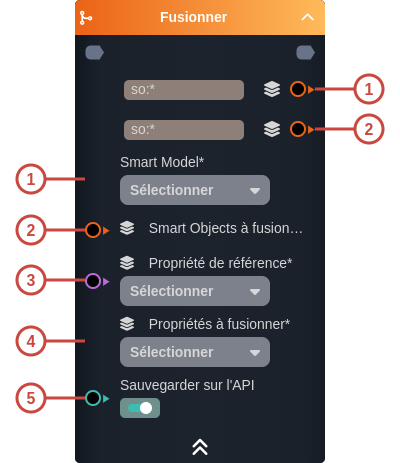 Fusionner
so:*
1
so:*
2
Smart Model*
1
Sélectionner
2
Smart Objects à fusion…
Propriété de référence*
3
Sélectionner
Propriétés à fusionner*
4
Sélectionner
Sauvegarder sur l'API
5